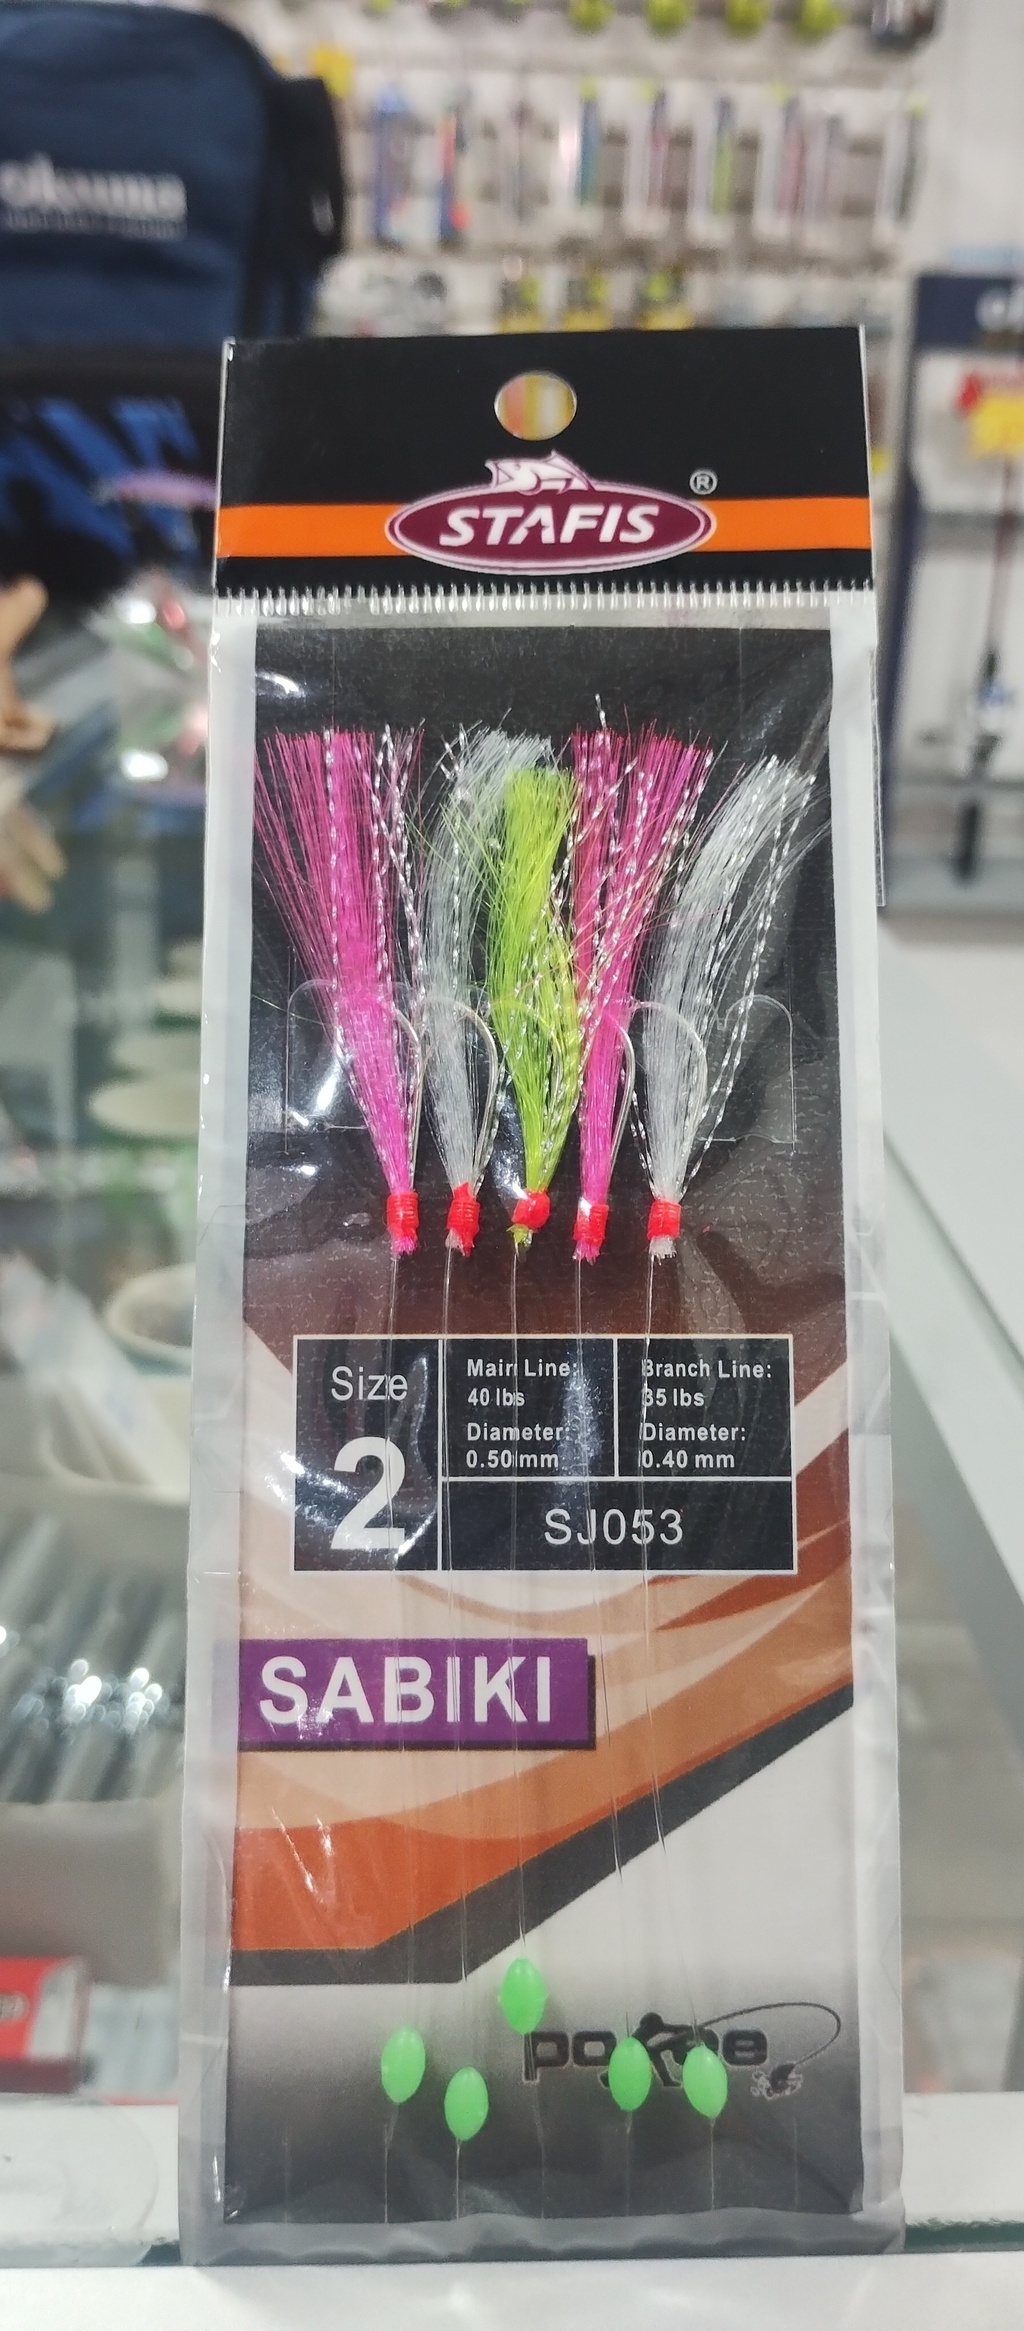 okuma
STAFIS ®
Size
2
Main Line:
40 lbs
Diameter:
0.50 mm
Branch Line:
35 lbs
Diameter:
0.40 mm
SJ053
SABIKI